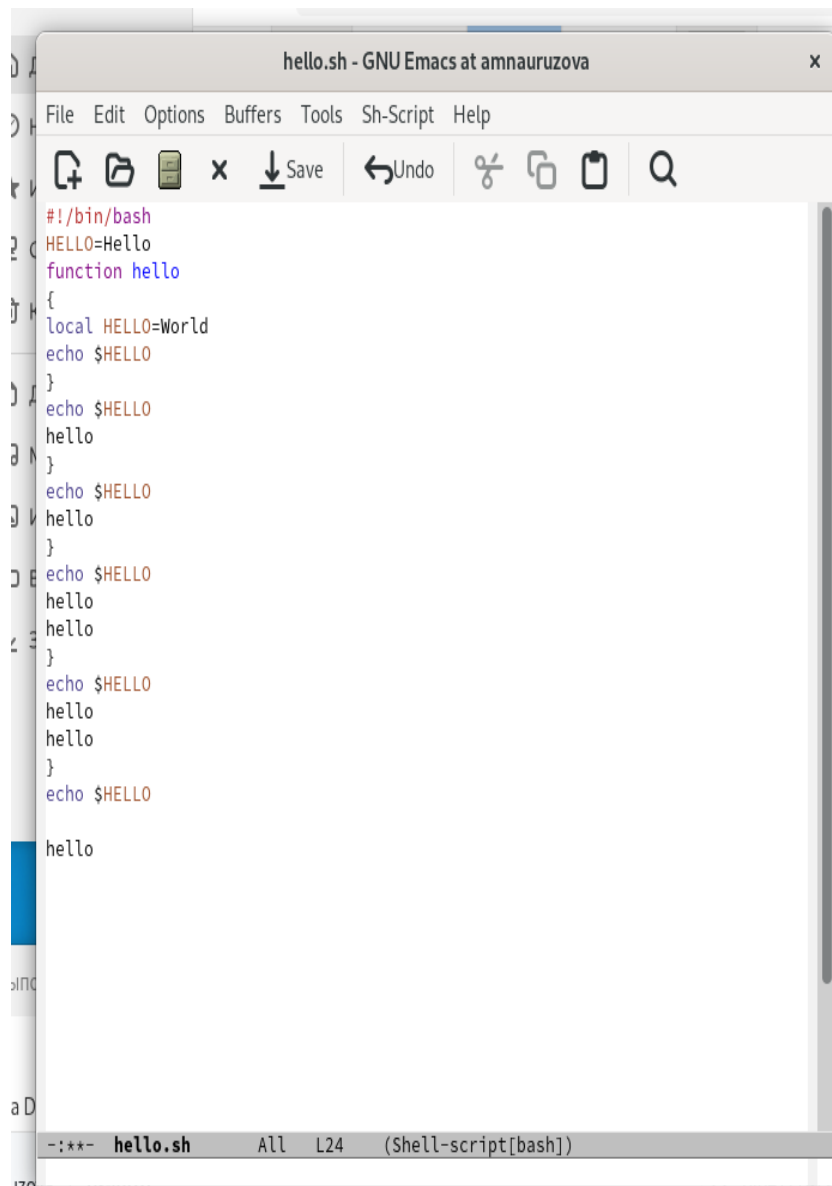 hello.sh - GNU Emacs at amnauruzova
File Edit Options Buffers Tools Sh-Script Help
Save Undo
#!/bin/bash
HELLO=Hello
function hello
{
local HELLO=World
echo $HELLO
}
echo $HELLO
hello
}
echo $HELLO
hello
}
echo $HELLO
hello
hello
}
echo $HELLO
hello
hello
}
echo $HELLO
hello
-:**- hello.sh All L24 (Shell-script[bash])